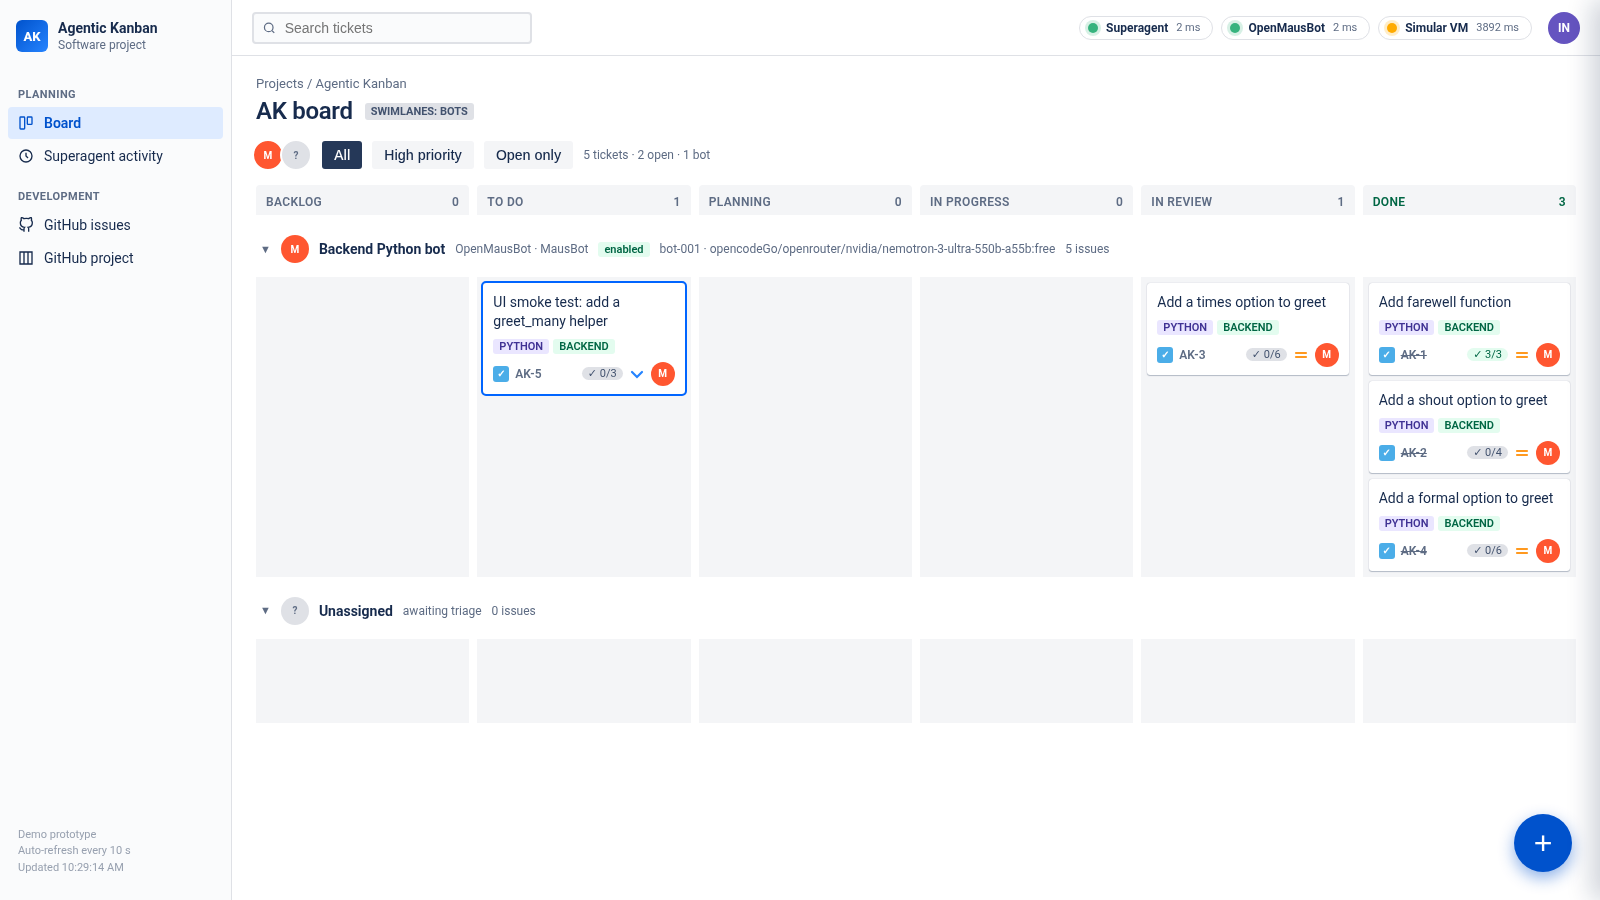 AK
Agentic Kanban
Software project
PLANNING
Board
Superagent activity
DEVELOPMENT
GitHub issues
GitHub project
Demo prototype
Auto-refresh every 10 s
Updated 10:29:14 AM
Search tickets
Superagent 2 ms
OpenMausBot 2 ms
Simular VM 3892 ms
IN
Projects / Agentic Kanban
AK board SWIMLANES: BOTS
M ? All High priority Open only 5 tickets · 2 open · 1 bot
BACKLOG 0 TO DO 1 PLANNING 0 IN PROGRESS 0 IN REVIEW 1 DONE 3
▼ M Backend Python bot OpenMausBot · MausBot enabled bot-001 · opencodeGo/openrouter/nvidia/nemotron-3-ultra-550b-a55b:free 5 issues
UI smoke test: add a
greet_many helper
PYTHON BACKEND
✓ AK-5 ✓ 0/3 M
Add a times option to greet
PYTHON BACKEND
✓ AK-3 ✓ 0/6 M
Add farewell function
PYTHON BACKEND
✓ AK-1 ✓ 3/3 M
Add a shout option to greet
PYTHON BACKEND
✓ AK-2 ✓ 0/4 M
Add a formal option to greet
PYTHON BACKEND
✓ AK-4 ✓ 0/6 M
▼ ? Unassigned awaiting triage 0 issues
+